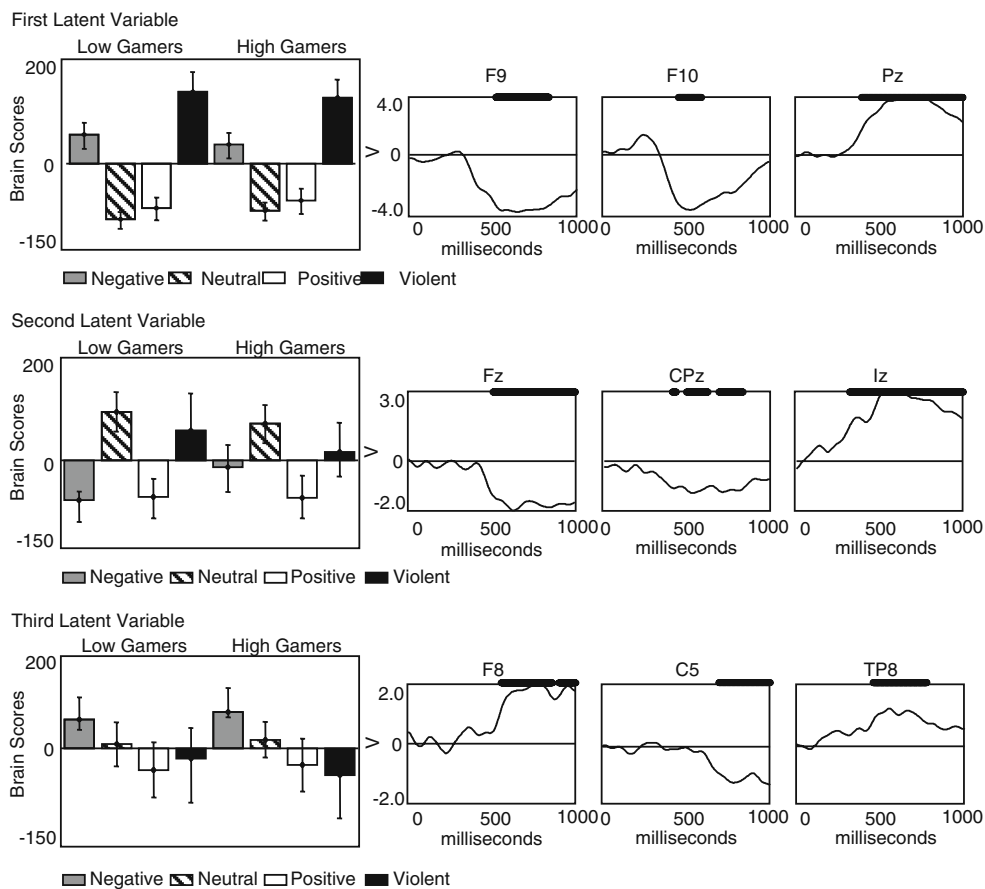 First Latent Variable
Low Gamers High Gamers
200
0
-150
Brain Scores
F9 F10 Pz
4.0
0
-4.0
V
0 500 1000 0 500 1000 0 500 1000
milliseconds milliseconds milliseconds
Negative Neutral Positive Violent
Second Latent Variable
Low Gamers High Gamers
200
0
-150
Brain Scores
Fz CPz Iz
3.0
0
-2.0
V
0 500 1000 0 500 1000 0 500 1000
milliseconds milliseconds milliseconds
Negative Neutral Positive Violent
Third Latent Variable
Low Gamers High Gamers
200
0
-150
Brain Scores
F8 C5 TP8
2.0
0
-2.0
V
0 500 1000 0 500 1000 0 500 1000
milliseconds milliseconds milliseconds
Negative Neutral Positive Violent